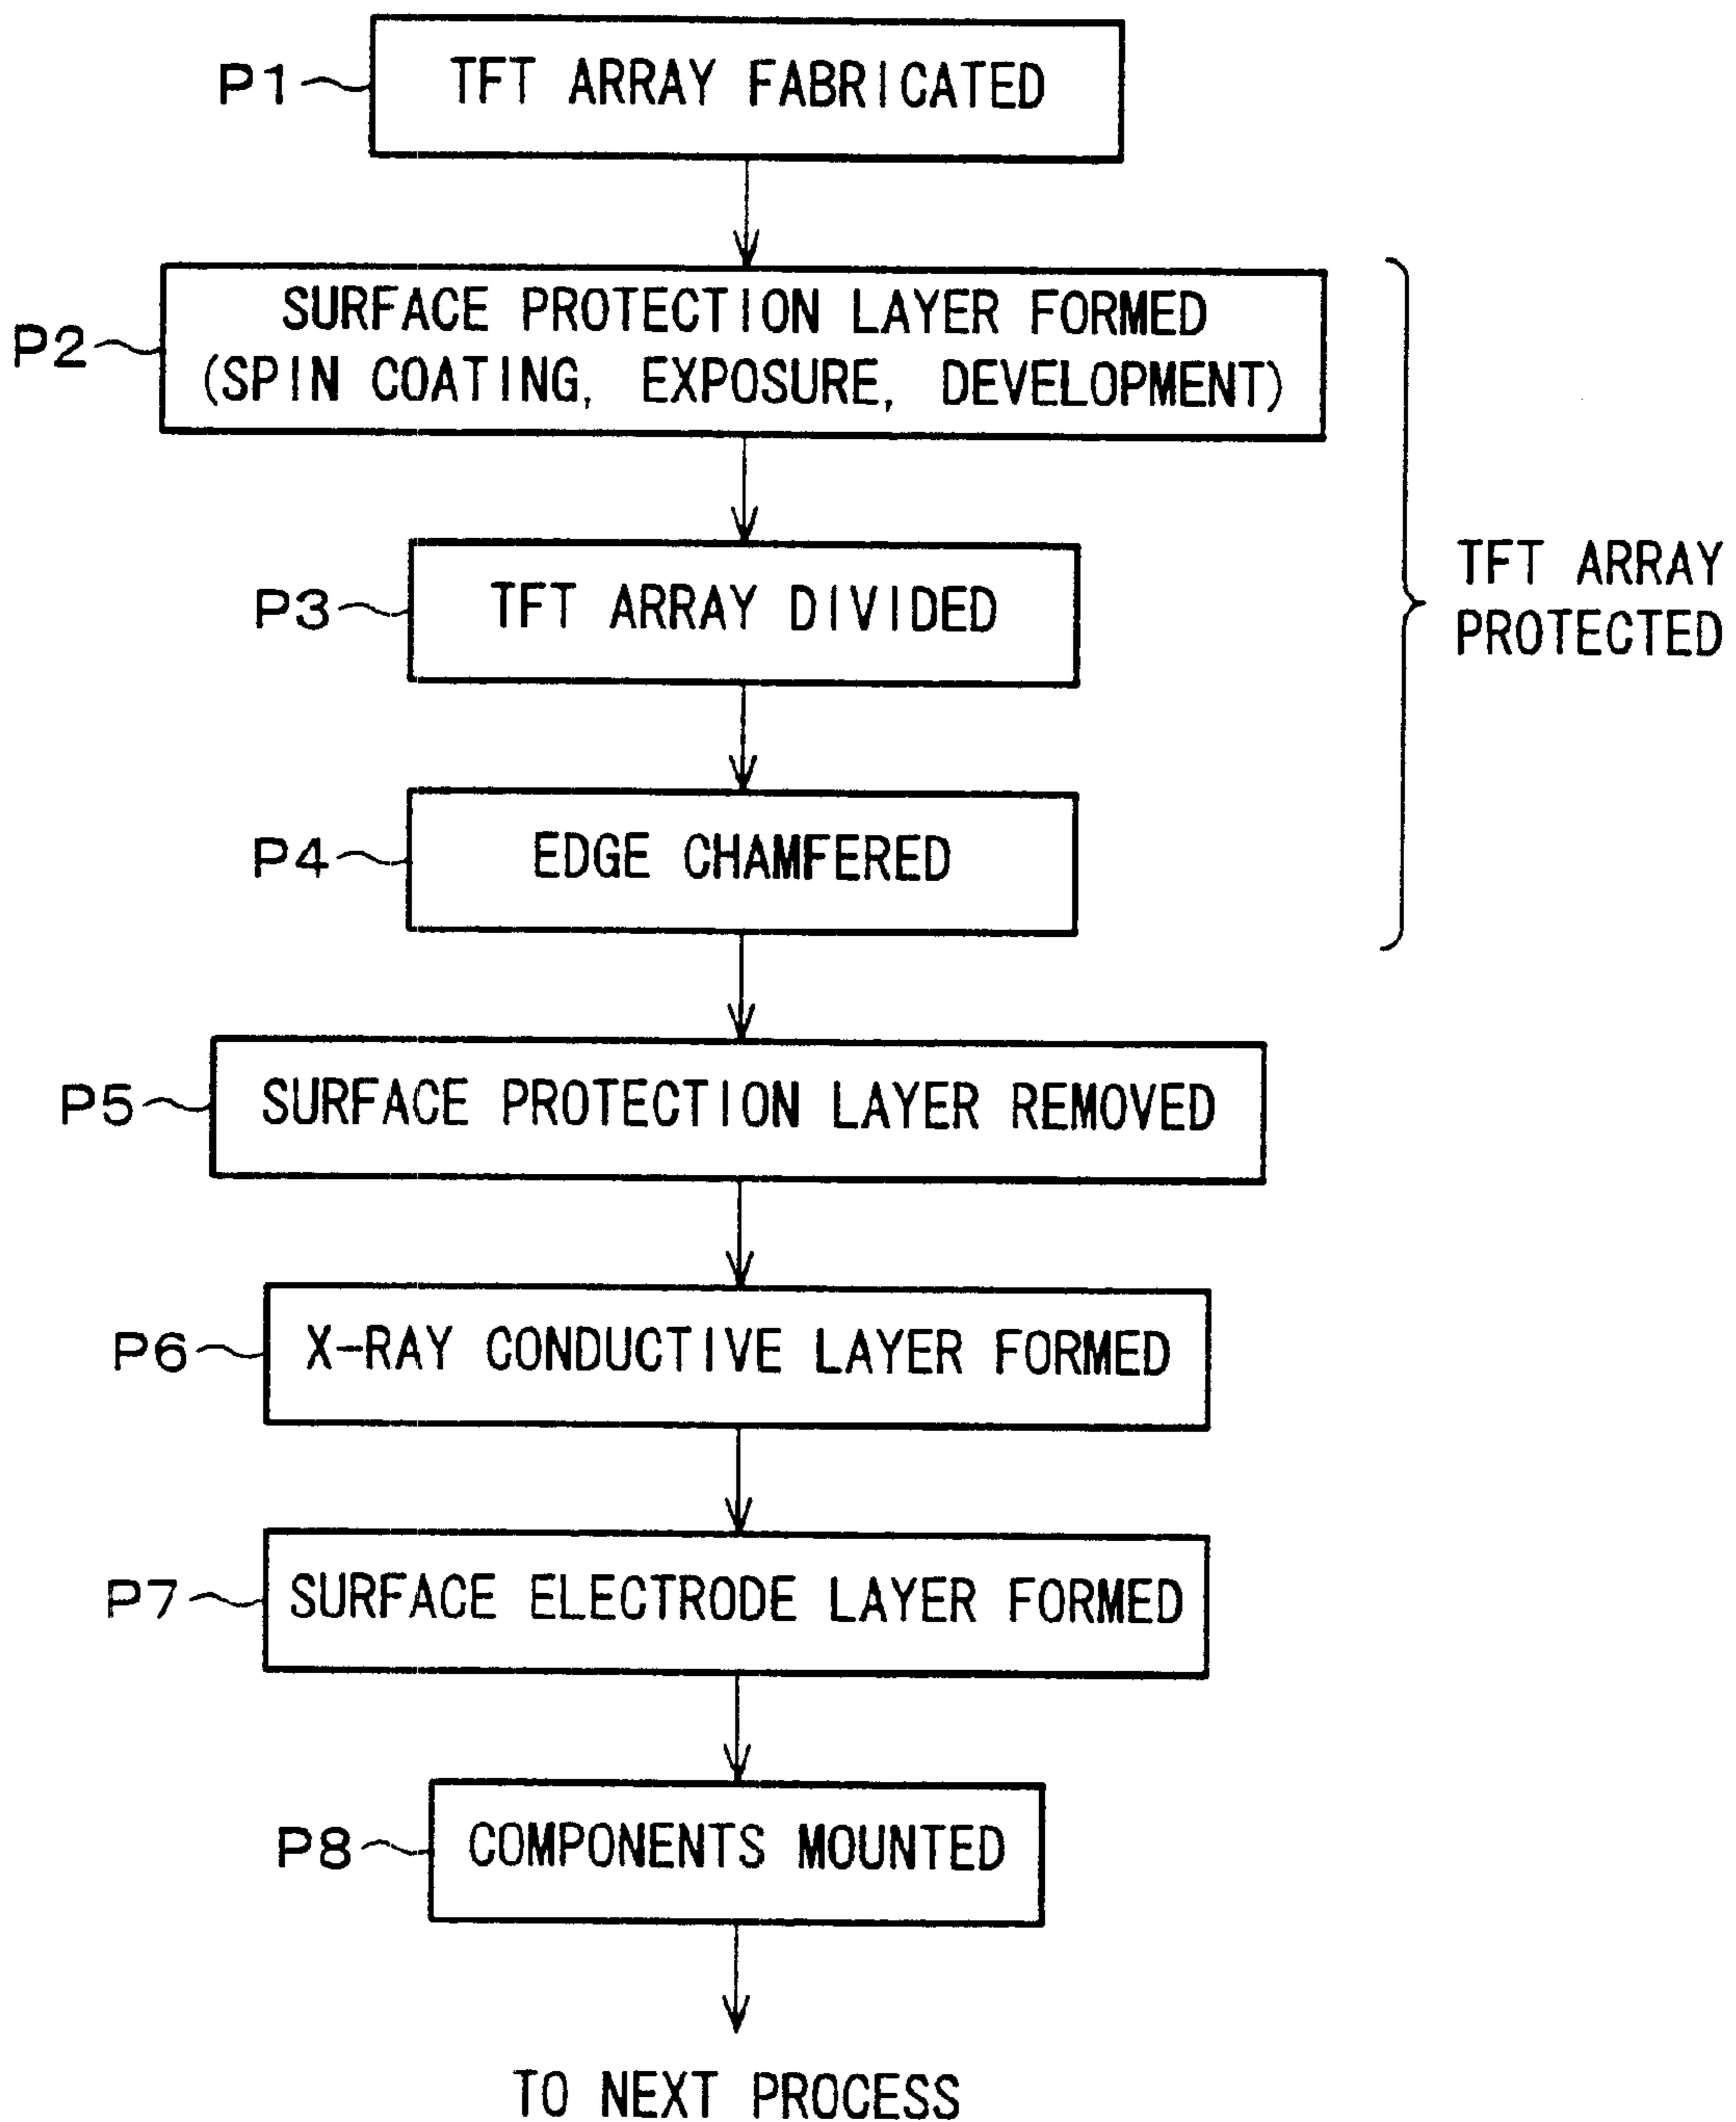 P1
TFT ARRAY FABRICATED
P2
SURFACE PROTECTION LAYER FORMED
(SPIN COATING, EXPOSURE, DEVELOPMENT)
P3
TFT ARRAY DIVIDED
TFT ARRAY
PROTECTED
P4
EDGE CHAMFERED
P5
SURFACE PROTECTION LAYER REMOVED
P6
X-RAY CONDUCTIVE LAYER FORMED
P7
SURFACE ELECTRODE LAYER FORMED
P8
COMPONENTS MOUNTED
TO NEXT PROCESS